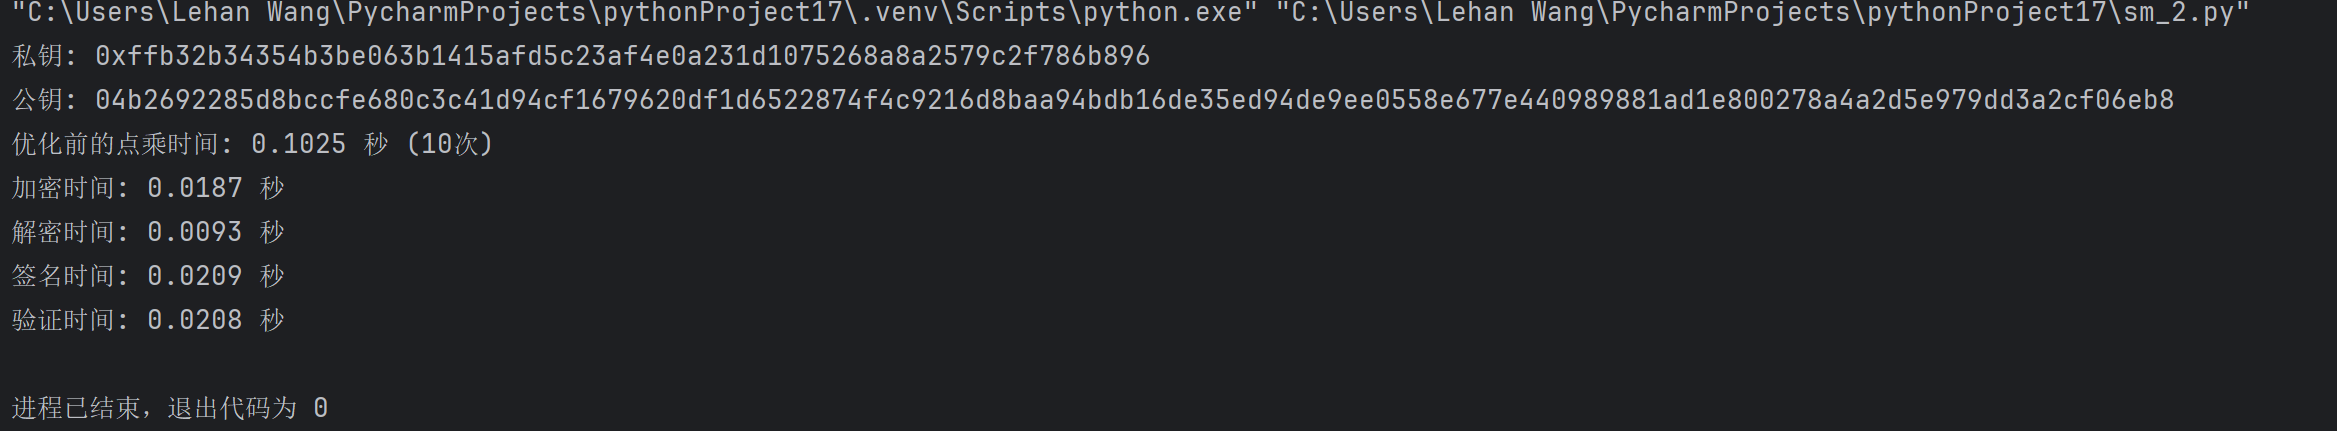 "C:\Users\Lehan Wang\PycharmProjects\pythonProject17\.venv\Scripts\python.exe" "C:\Users\Lehan Wang\PycharmProjects\pythonProject17\sm_2.py"
私钥: 0xffb32b34354b3be063b1415afd5c23af4e0a231d1075268a8a2579c2f786b896
公钥: 04b2692285d8bccfe680c3c41d94cf1679620df1d6522874f4c9216d8baa94bdb16de35ed94de9ee0558e677e440989881ad1e800278a4a2d5e979dd3a2cf06eb8
优化前的点乘时间: 0.1025 秒 (10次)
加密时间: 0.0187 秒
解密时间: 0.0093 秒
签名时间: 0.0209 秒
验证时间: 0.0208 秒
进程已结束，退出代码为 0